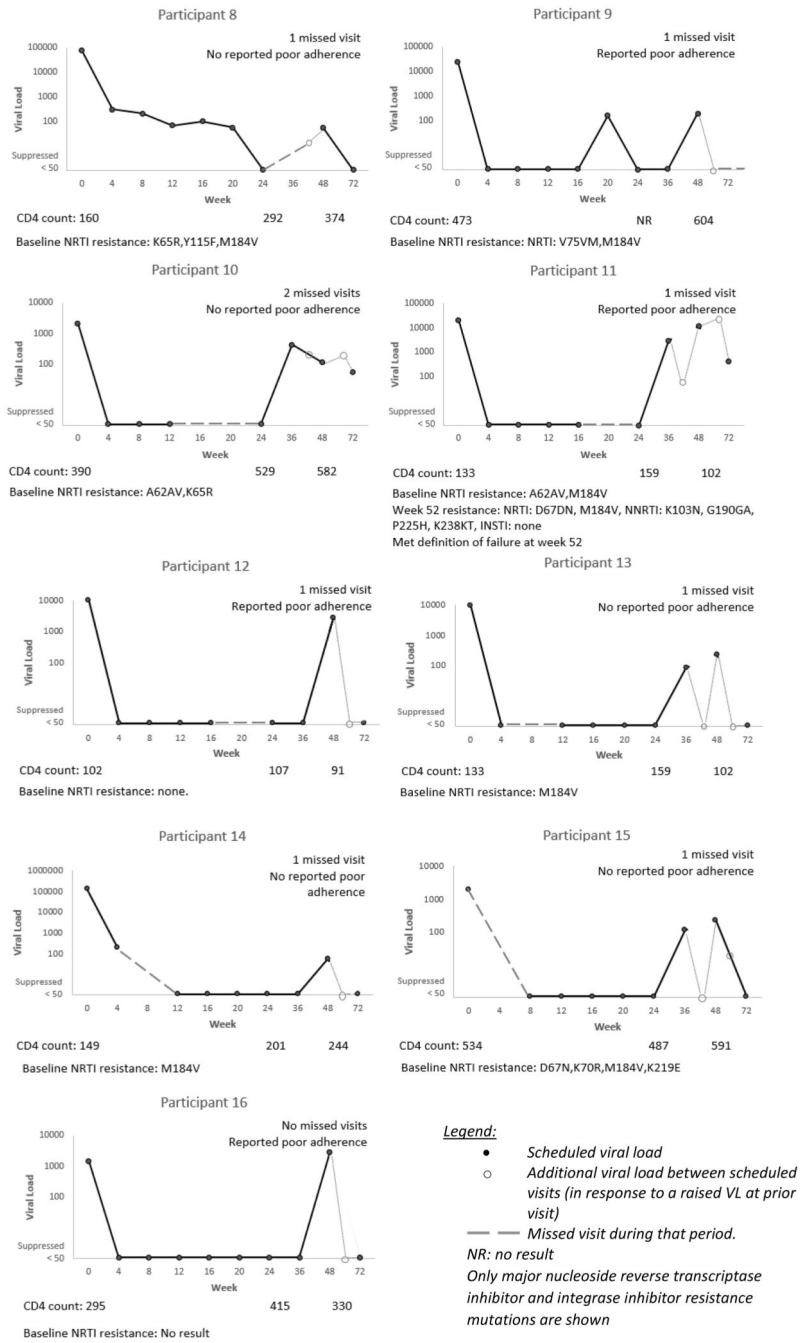 Participant 8
1 missed visit
No reported poor adherence
100000
10000
1000
100
Suppressed
< 50
Viral Load
0 4 8 12 16 20 24 36 48 72
Week
CD4 count: 160 292 374
Baseline NRTI resistance: K65R,Y115F,M184V
Participant 9
1 missed visit
Reported poor adherence
100000
10000
1000
100
Suppressed
< 50
Viral Load
0 4 8 12 16 20 24 36 48 72
Week
CD4 count: 473 NR 604
Baseline NRTI resistance: NRTI: V75VM,M184V
Participant 10
2 missed visits
No reported poor adherence
10000
1000
100
Suppressed
< 50
Viral Load
0 4 8 12 16 20 24 36 48 72
Week
CD4 count: 390 529 582
Baseline NRTI resistance: A62AV,K65R
Participant 11
1 missed visit
Reported poor adherence
100000
10000
1000
100
Suppressed
< 50
Viral Load
0 4 8 12 16 20 24 36 48 72
Week
CD4 count: 133 159 102
Baseline NRTI resistance: A62AV,M184V
Week 52 resistance: NRTI: D67DN, M184V, NNRTI: K103N, G190GA,
P225H, K238KT, INSTI: none
Met definition of failure at week 52
Participant 12
1 missed visit
Reported poor adherence
10000
1000
100
Suppressed
< 50
Viral Load
0 4 8 12 16 20 24 36 48 72
Week
CD4 count: 102 107 91
Baseline NRTI resistance: none.
Participant 13
1 missed visit
No reported poor adherence
10000
1000
100
Suppressed
< 50
Viral Load
0 4 8 12 16 20 24 36 48 72
Week
CD4 count: 133 159 102
Baseline NRTI resistance: M184V
Participant 14
1 missed visit
No reported poor
adherence
1000000
100000
10000
1000
100
Suppressed
< 50
Viral Load
0 4 8 12 16 20 24 36 48 72
Week
CD4 count: 149 201 244
Baseline NRTI resistance: M184V
Participant 15
1 missed visit
No reported poor adherence
10000
1000
100
Suppressed
< 50
Viral Load
0 4 8 12 16 20 24 36 48 72
Week
CD4 count: 534 487 591
Baseline NRTI resistance: D67N,K70R,M184V,K219E
Participant 16
No missed visits
Reported poor adherence
10000
1000
100
Suppressed
< 50
Viral Load
0 4 8 12 16 20 24 36 48 72
Week
CD4 count: 295 415 330
Baseline NRTI resistance: No result
Legend:
Scheduled viral load
Additional viral load between scheduled
visits (in response to a raised VL at prior
visit)
Missed visit during that period.
NR: no result
Only major nucleoside reverse transcriptase
inhibitor and integrase inhibitor resistance
mutations are shown